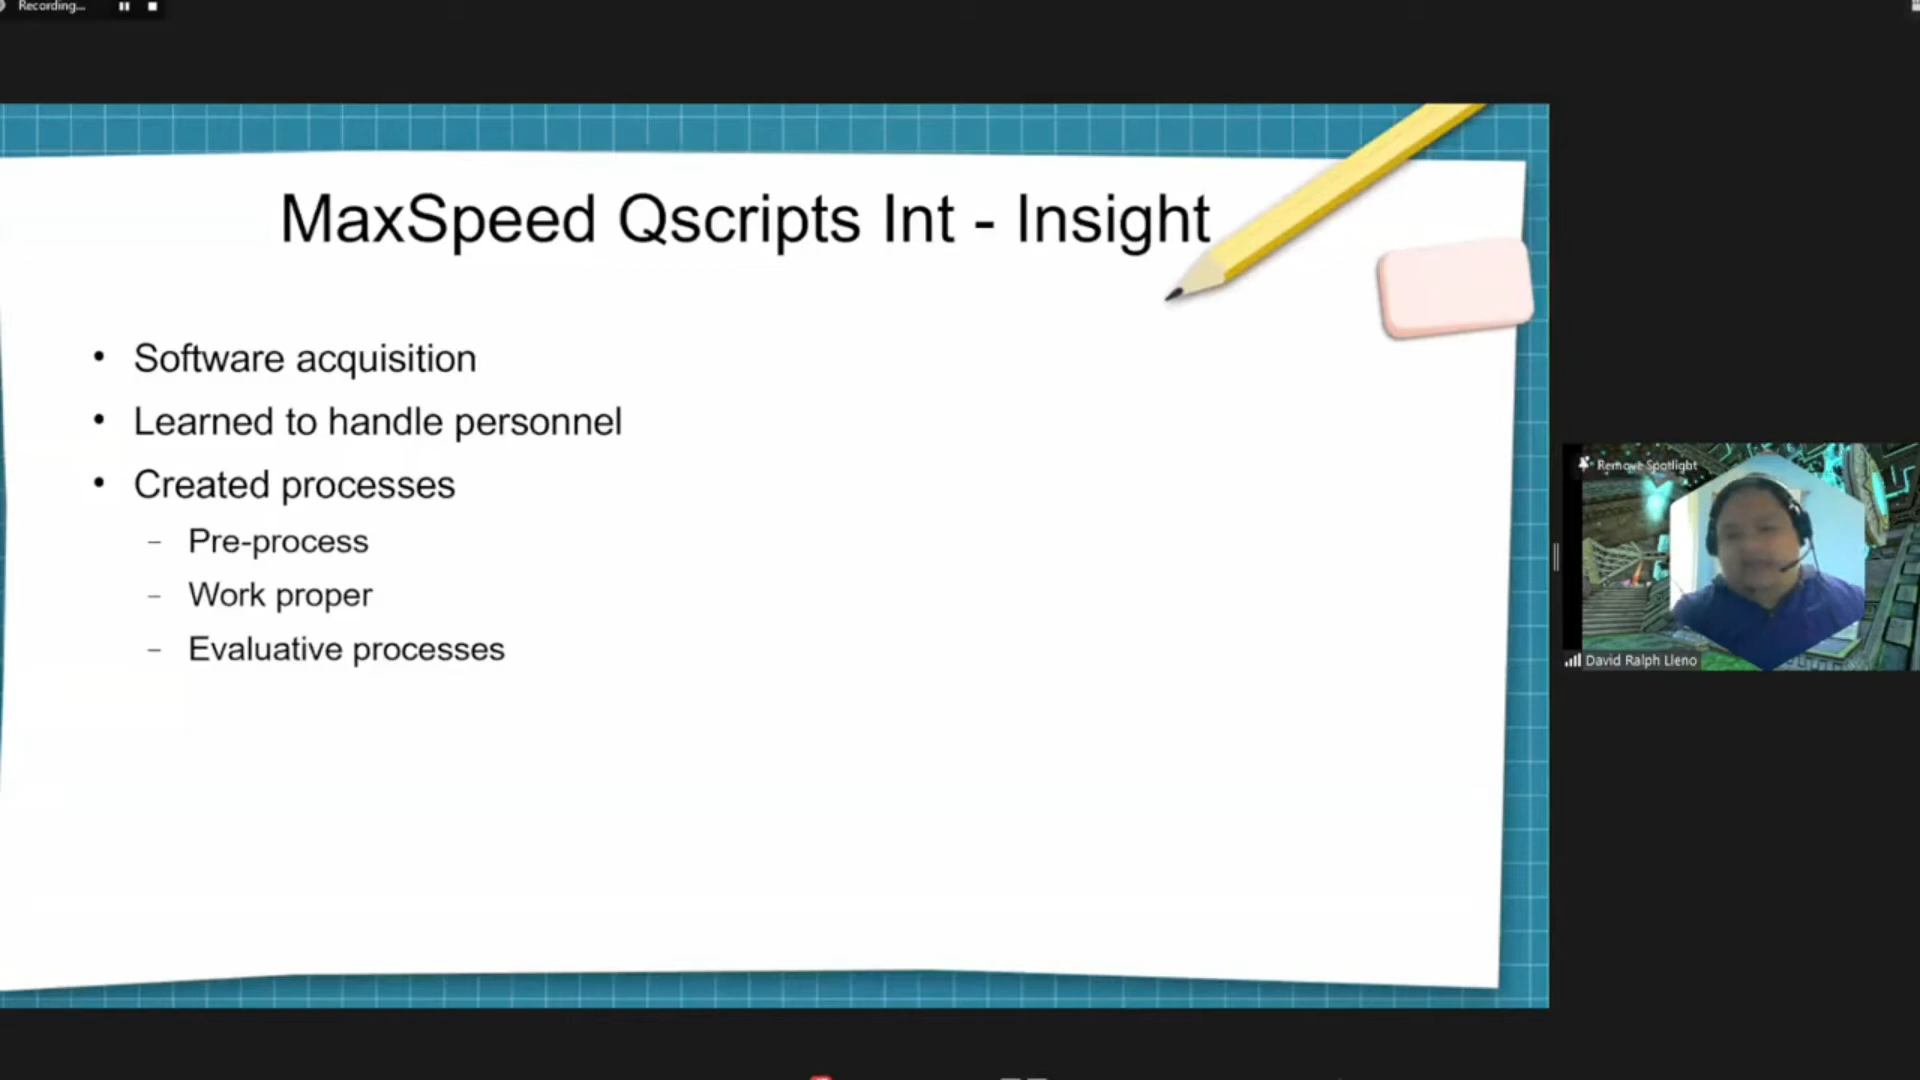 Recording...
MaxSpeed Qscripts Int - Insight
• Software acquisition
• Learned to handle personnel
• Created processes
– Pre-process
– Work proper
– Evaluative processes
Remove Spotlight
David Ralph Lleno